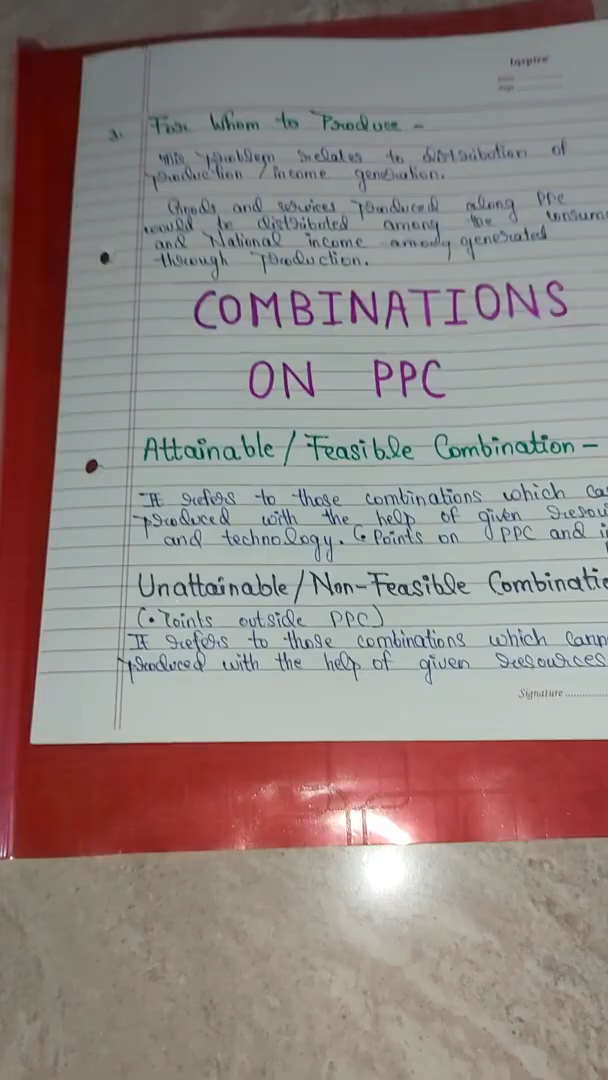 Inspire
3. For Whom to Produce -
This problem relates to distribution of
production / income generation.
Goods and services produced along PPC
would be distributed among the consum
and National income among generated
through production.
COMBINATIONS
ON PPC
Attainable / Feasible Combination -
It refers to those combinations which ca
produced with the help of given resou
and technology. (• Points on PPC and i
Unattainable / Non-Feasible Combinatio
(• Points outside PPC)
It refers to those combinations which cann
produced with the help of given resources
Signature